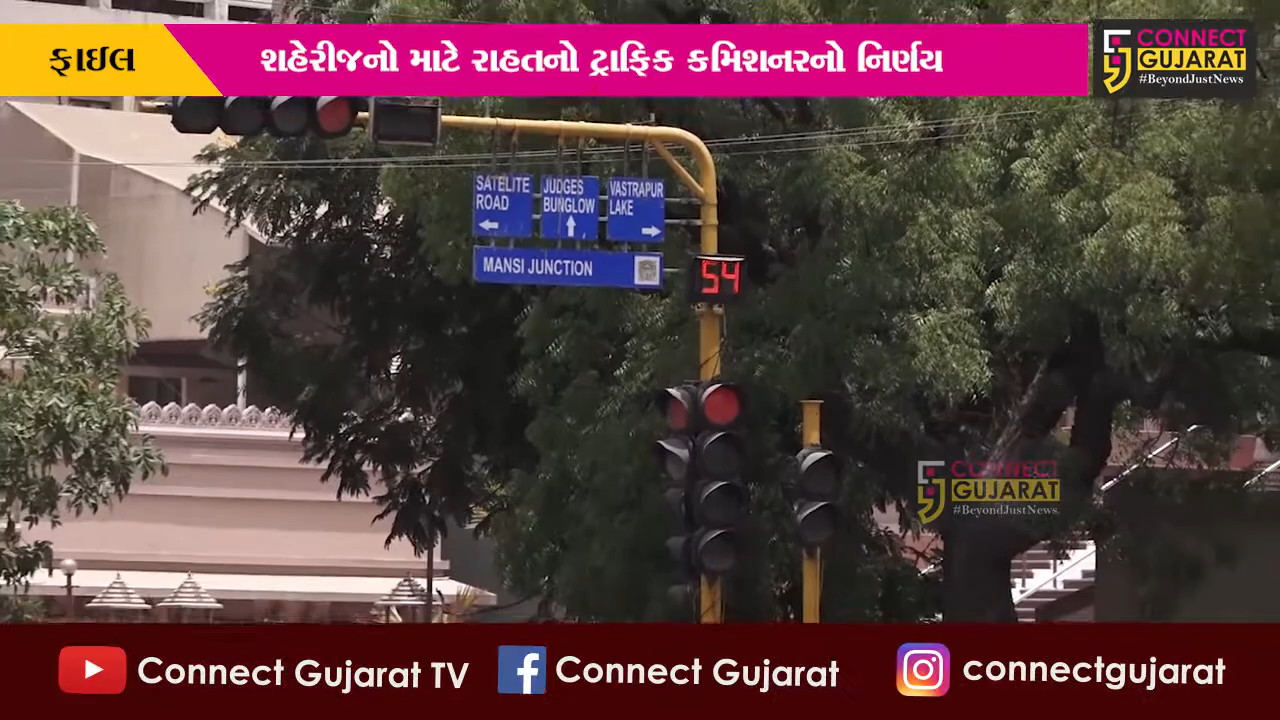 ફાઈલ
શહેરીજનો માટે રાહતનો ટ્રાફિક કમિશનરનો નિર્ણય
CONNECT
GUJARAT
#BeyondJustNews
SATELITE
ROAD
JUDGES
BUNGLOW
VASTRAPUR
LAKE
MANSI JUNCTION
54
CONNECT
GUJARAT
#BeyondJustNews
Connect Gujarat TV
Connect Gujarat
connectgujarat